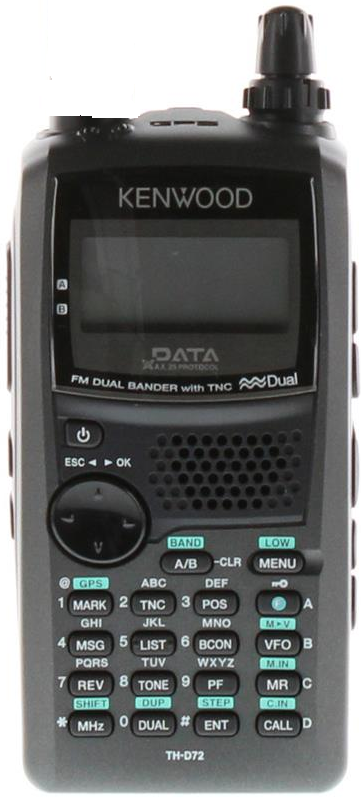 GPS
KENWOOD
A
B
DATA
A.X. 25 PROTOCOL
FM DUAL BANDER with TNC Dual
ESC ◄ ► OK
BAND LOW
A/B -CLR MENU
@ GPS ABC DEF
1 MARK 2 TNC 3 POS F A
GHI JKL MNO M►V
4 MSG 5 LIST 6 BCON VFO B
PQRS TUV WXYZ M.IN
7 REV 8 TONE 9 PF MR C
SHIFT DUP STEP C.IN
* MHz 0 DUAL # ENT CALL D
TH-D72